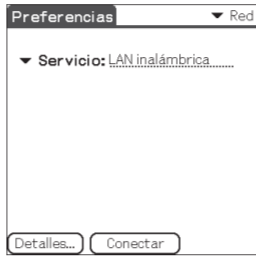 Preferencias ▼ Red
▼ Servicio: LAN inalámbrica
Detalles... Conectar